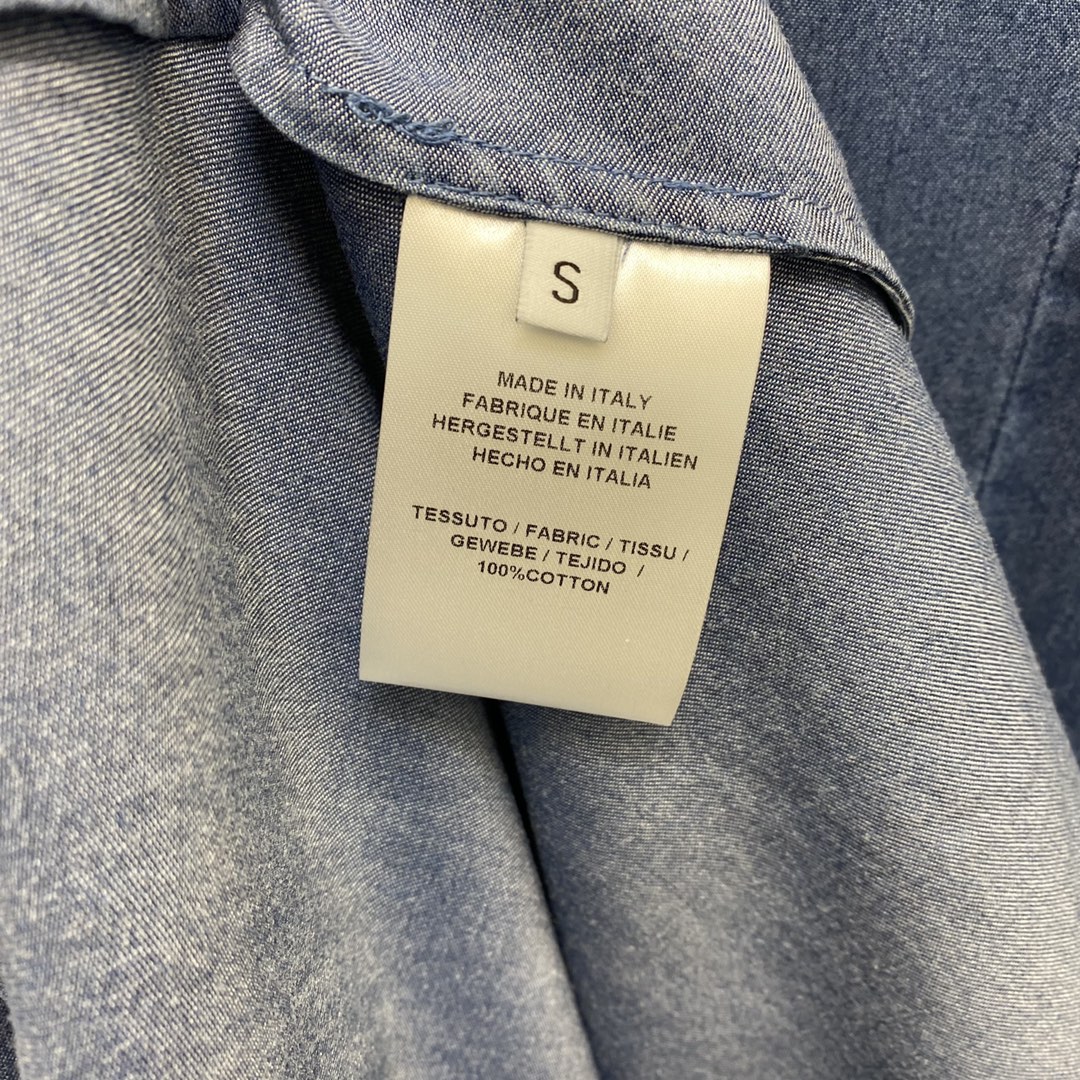 S
MADE IN ITALY
FABRIQUE EN ITALIE
HERGESTELLT IN ITALIEN
HECHO EN ITALIA
TESSUTO / FABRIC / TISSU /
GEWEBE / TEJIDO /
100%COTTON